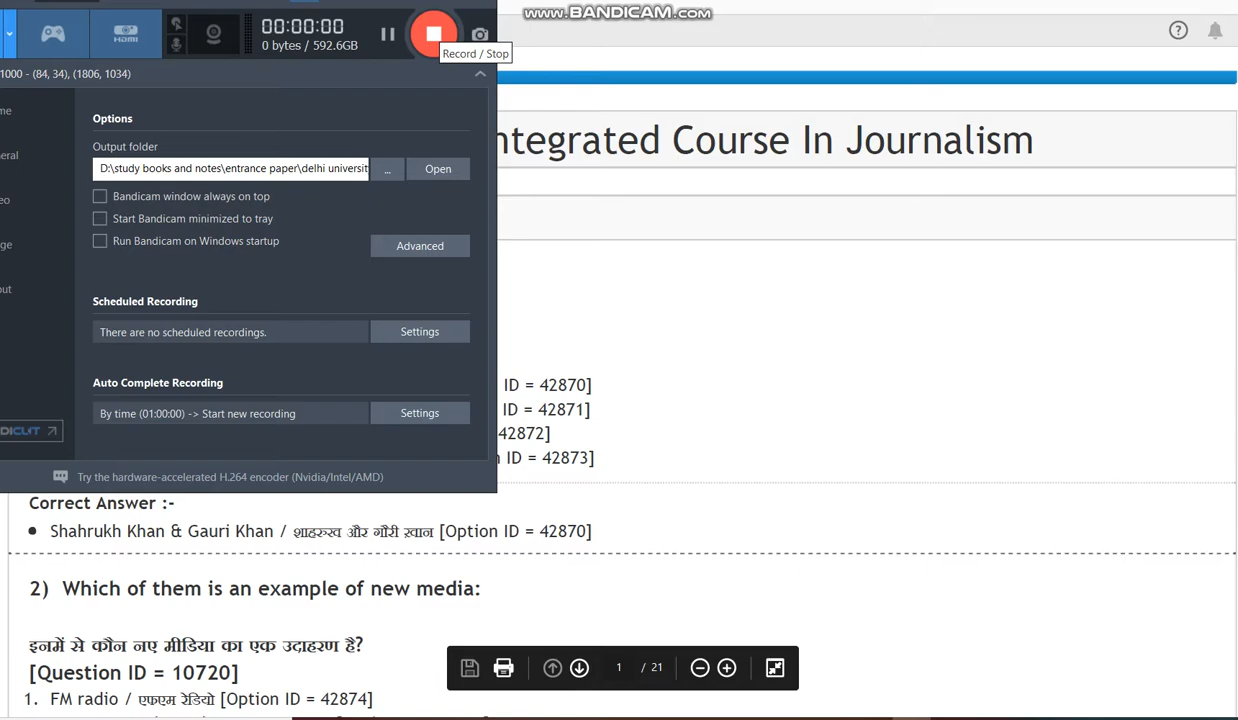 www.BANDICAM.com
HDMI
00:00:00
0 bytes / 592.6GB
Record / Stop
1000 - (84, 34), (1806, 1034)
Options
Output folder
D:\study books and notes\entrance paper\delhi universit
...
Open
Bandicam window always on top
Start Bandicam minimized to tray
Run Bandicam on Windows startup
Advanced
Scheduled Recording
There are no scheduled recordings.
Settings
Auto Complete Recording
By time (01:00:00) -> Start new recording
Settings
Try the hardware-accelerated H.264 encoder (Nvidia/Intel/AMD)
ntegrated Course In Journalism
ID = 42870]
ID = 42871]
42872]
ID = 42873]
Correct Answer :-
Shahrukh Khan & Gauri Khan / शाहरुख और गौरी ख़ान [Option ID = 42870]
2) Which of them is an example of new media:
इनमें से कौन नए मीडिया का एक उदाहरण है?
[Question ID = 10720]
1. FM radio / एफएम रेडियो [Option ID = 42874]
1 / 21